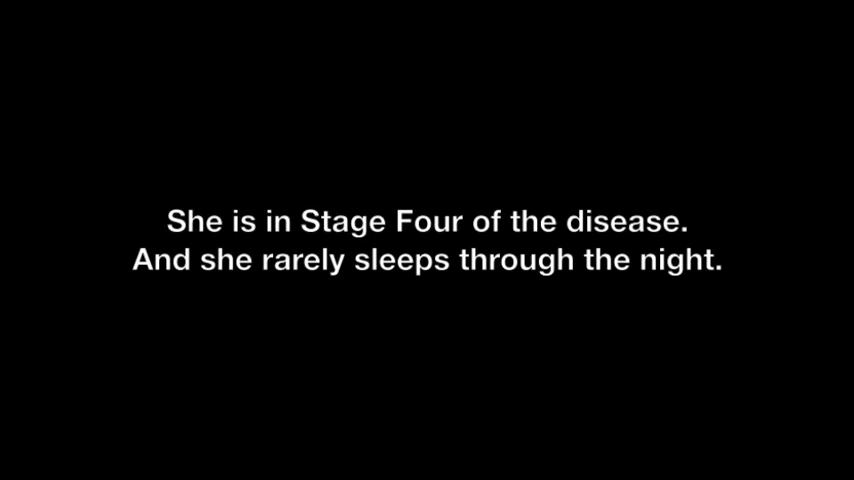 She is in Stage Four of the disease.
And she rarely sleeps through the night.